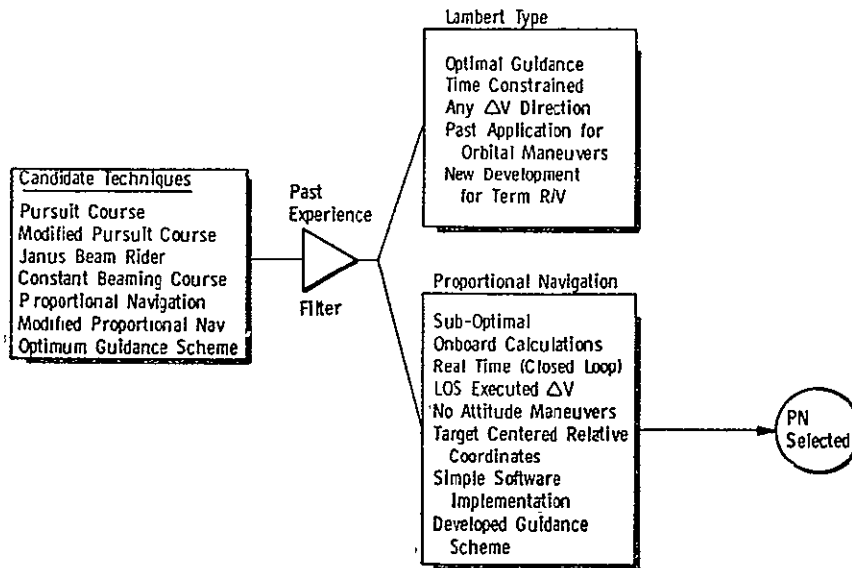 Candidate Techniques
Pursuit Course
Modified Pursuit Course
Janus Beam Rider
Constant Beaming Course
Proportional Navigation
Modified Proportional Nav
Optimum Guidance Scheme
Past
Experience
Filter
Lambert Type
Optimal Guidance
Time Constrained
Any △V Direction
Past Application for
Orbital Maneuvers
New Development
for Term R/V
Proportional Navigation
Sub-Optimal
Onboard Calculations
Real Time (Closed Loop)
LOS Executed △V
No Attitude Maneuvers
Target Centered Relative
Coordinates
Simple Software
Implementation
Developed Guidance
Scheme
PN
Selected